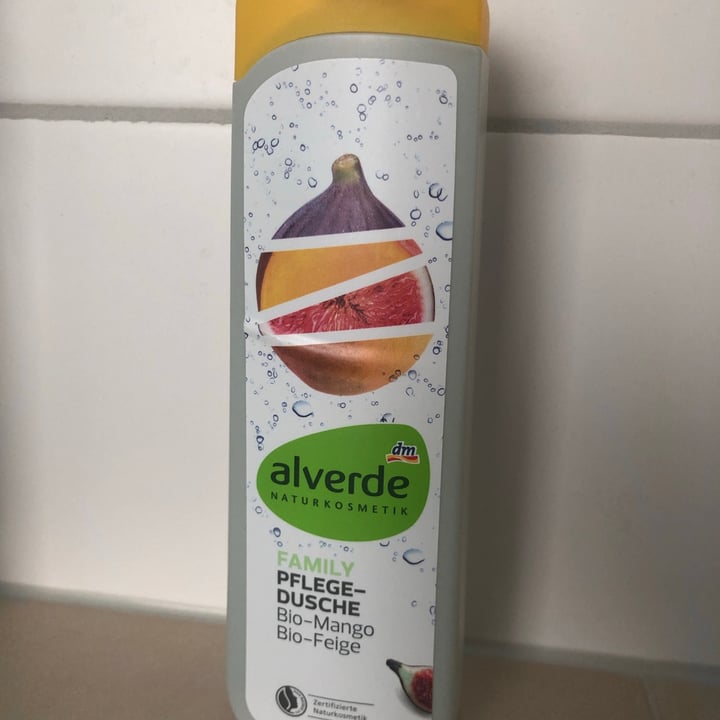 dm
alverde
NATURKOSMETIK
FAMILY
PFLEGE-
DUSCHE
Bio-Mango
Bio-Feige
Zertifizierte
Naturkosmetik